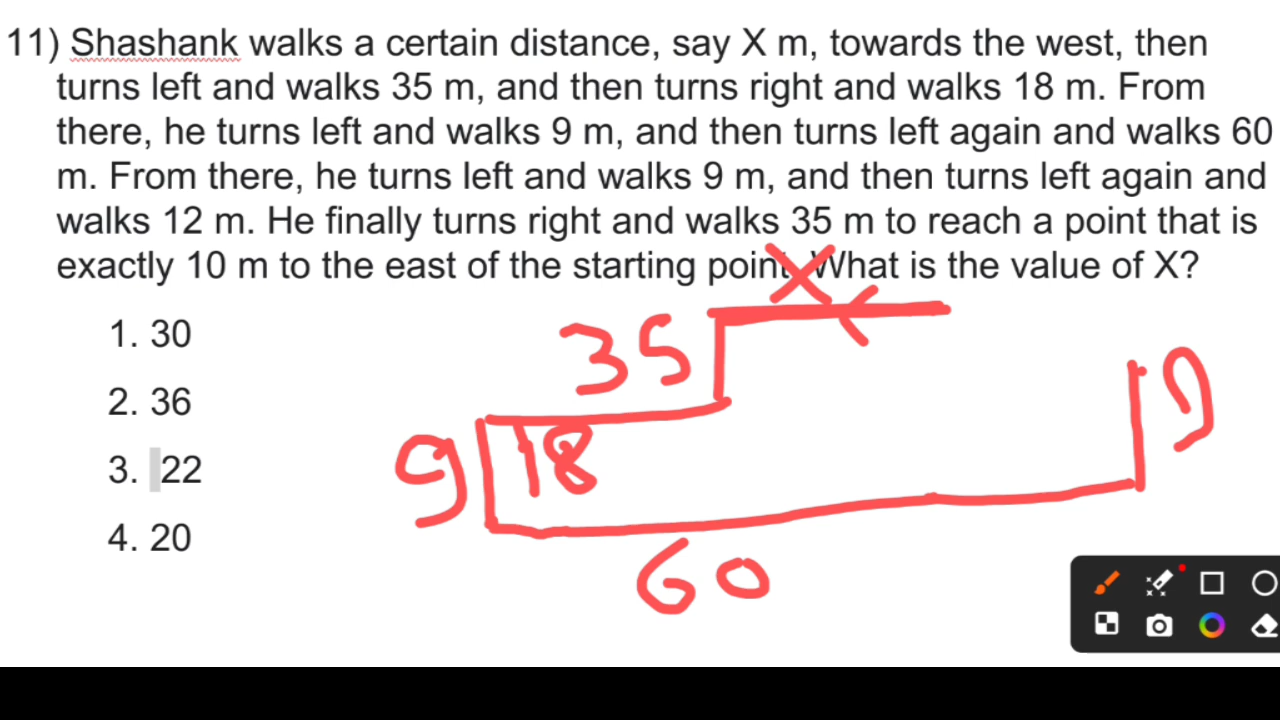 11) Shashank walks a certain distance, say X m, towards the west, then
turns left and walks 35 m, and then turns right and walks 18 m. From
there, he turns left and walks 9 m, and then turns left again and walks 60
m. From there, he turns left and walks 9 m, and then turns left again and
walks 12 m. He finally turns right and walks 35 m to reach a point that is
exactly 10 m to the east of the starting point. What is the value of X?
X
1. 30
35
9
2. 36
9
18
3. 22
4. 20
60